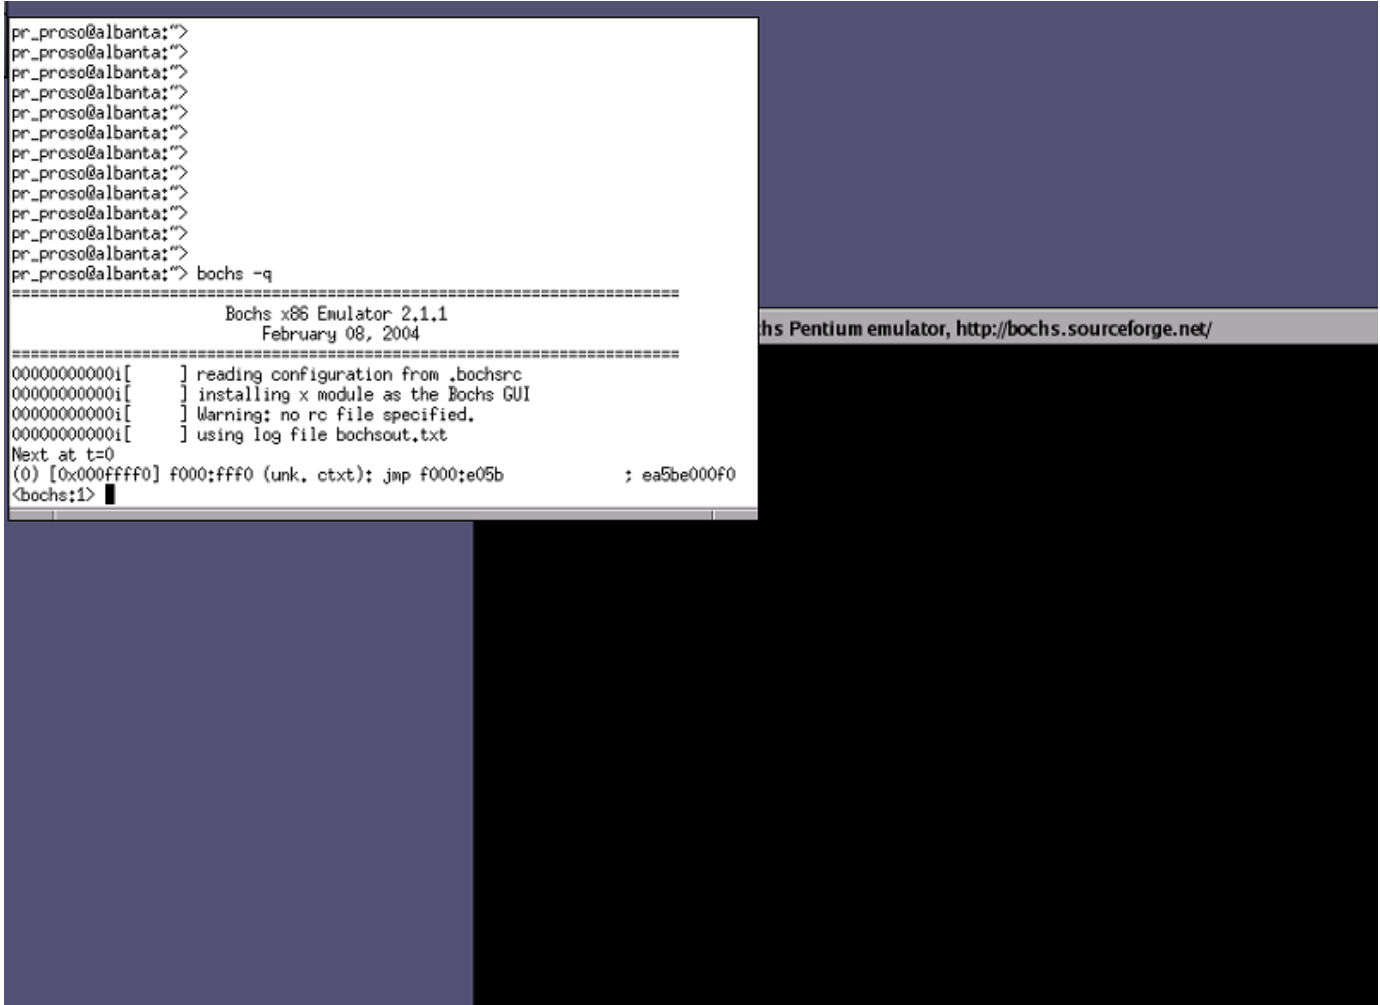 pr_proso@albanta:~>
pr_proso@albanta:~>
pr_proso@albanta:~>
pr_proso@albanta:~>
pr_proso@albanta:~>
pr_proso@albanta:~>
pr_proso@albanta:~>
pr_proso@albanta:~>
pr_proso@albanta:~>
pr_proso@albanta:~>
pr_proso@albanta:~>
pr_proso@albanta:~>
pr_proso@albanta:~> bochs -q
========================================================================
Bochs x86 Emulator 2.1.1
February 08, 2004
========================================================================
00000000000i[     ] reading configuration from .bochsrc
00000000000i[     ] installing x module as the Bochs GUI
00000000000i[     ] Warning: no rc file specified.
00000000000i[     ] using log file bochsout.txt
Next at t=0
(0) [0x000ffff0] f000:fff0 (unk. ctxt): jmp f000:e05b             ; ea5be000f0
<bochs:1>
hs Pentium emulator, http://bochs.sourceforge.net/